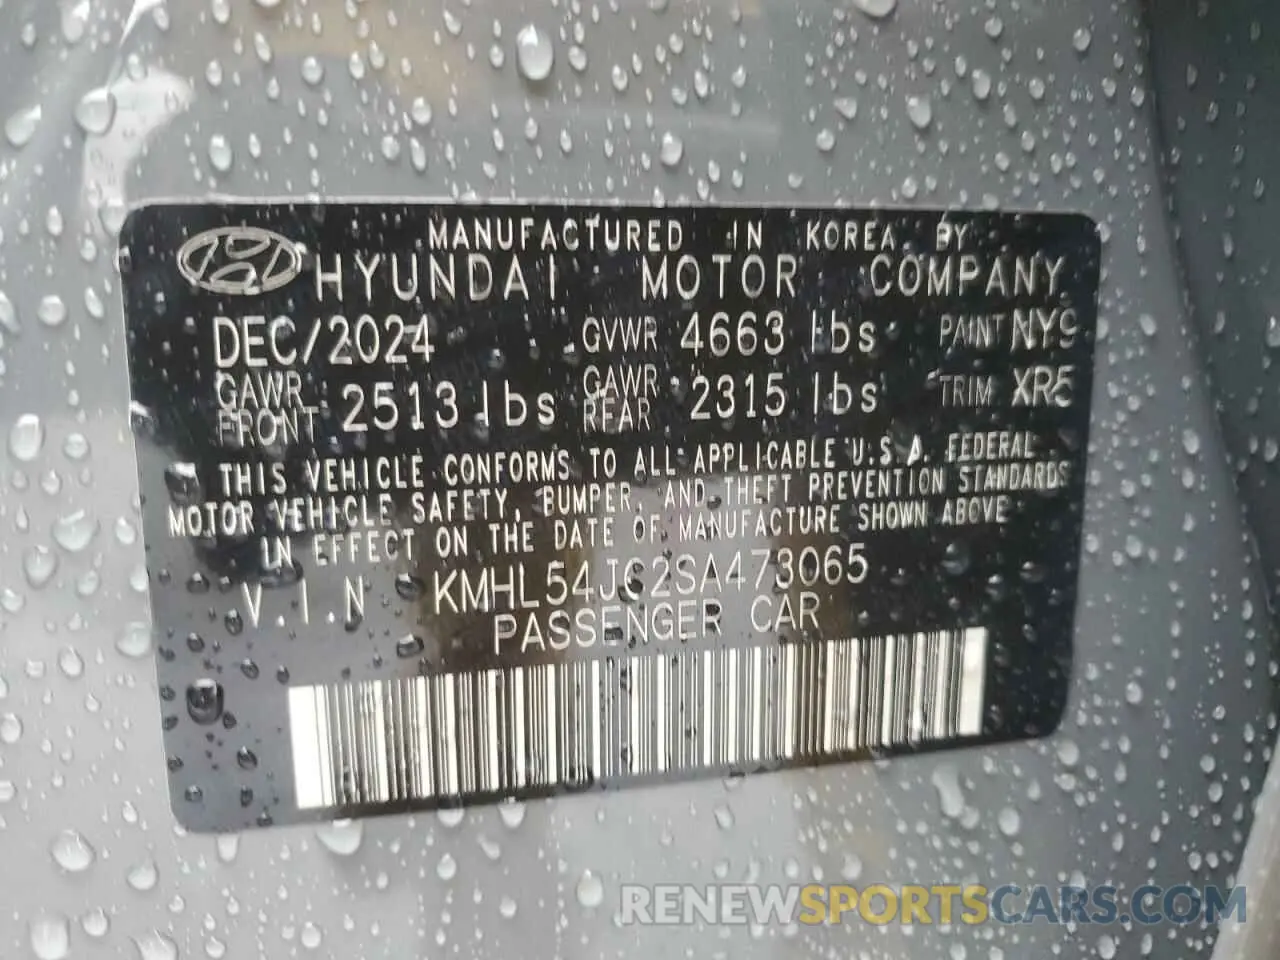 MANUFACTURED IN KOREA BY
HYUNDAI MOTOR COMPANY
DEC/2024 GVWR 4663 lbs PAINT NY9
GAWR FRONT 2513 lbs GAWR REAR 2315 lbs TRIM XR5
THIS VEHICLE CONFORMS TO ALL APPLICABLE U.S.A. FEDERAL
MOTOR VEHICLE SAFETY, BUMPER, AND THEFT PREVENTION STANDARDS
IN EFFECT ON THE DATE OF MANUFACTURE SHOWN ABOVE
V.I.N KMHL54JC2SA473065
PASSENGER CAR
RENEWSPORTSCARS.COM